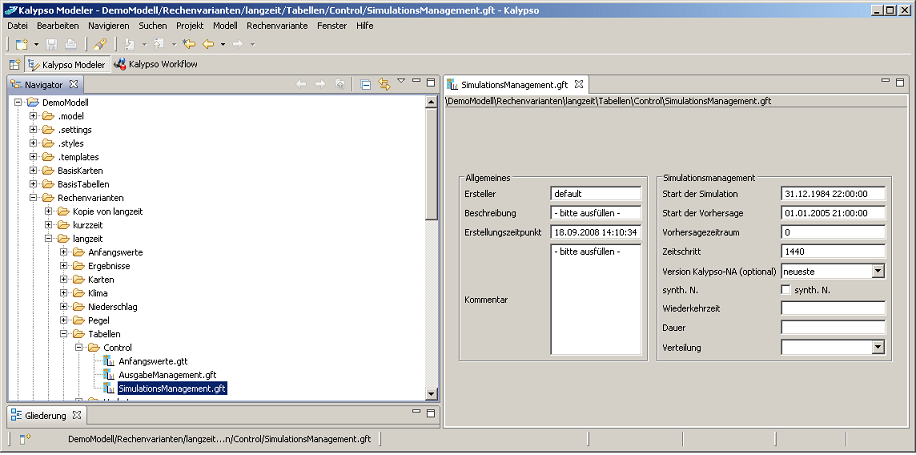 Kalypso Modeler - DemoModell/Rechenvarianten/langzeit/Tabellen/Control/SimulationsManagement.gft - Kalypso
Datei Bearbeiten Navigieren Suchen Projekt Modell Rechenvariante Fenster Hilfe
Kalypso Modeler Kalypso Workflow
Navigator
DemoModell
.model
.settings
.styles
.templates
BasisKarten
BasisTabellen
Rechenvarianten
Kopie von langzeit
kurzzeit
langzeit
Anfangswerte
Ergebnisse
Karten
Klima
Niederschlag
Pegel
Tabellen
Control
Anfangswerte.gtt
AusgabeManagement.gft
SimulationsManagement.gft
Gliederung
SimulationsManagement.gft
\DemoModell\Rechenvarianten\langzeit\Tabellen\Control\SimulationsManagement.gft
Allgemeines
Ersteller default
Beschreibung - bitte ausfüllen -
Erstellungszeitpunkt 18.09.2008 14:10:34
Kommentar - bitte ausfüllen -
Simulationsmanagement
Start der Simulation 31.12.1984 22:00:00
Start der Vorhersage 01.01.2005 21:00:00
Vorhersagezeitraum 0
Zeitschritt 1440
Version Kalypso-NA (optional) neueste
synth. N. synth. N.
Wiederkehrzeit
Dauer
Verteilung
DemoModell/Rechenvarianten/langzeit...n/Control/SimulationsManagement.gft